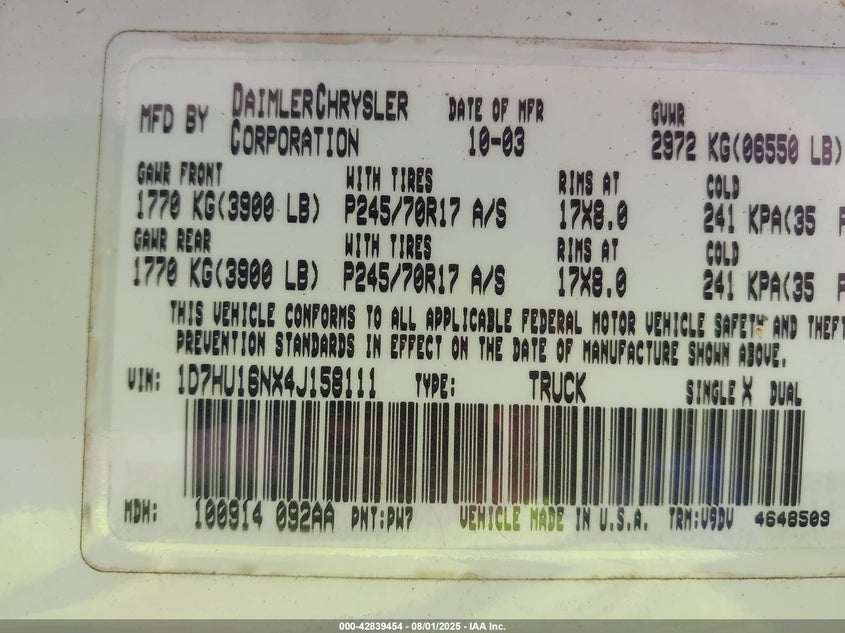 MFD BY DAIMLERCHRYSLER CORPORATION DATE OF MFR 10-03 GVWR 2972 KG(06550 LB)
GAWR FRONT WITH TIRES RIMS AT COLD
1770 KG(3900 LB) P245/70R17 A/S 17X8.0 241 KPA(35 P
GAWR REAR WITH TIRES RIMS AT COLD
1770 KG(3900 LB) P245/70R17 A/S 17X8.0 241 KPA(35 P
THIS VEHICLE CONFORMS TO ALL APPLICABLE FEDERAL MOTOR VEHICLE SAFETY AND THEFT
PREVENTION STANDARDS IN EFFECT ON THE DATE OF MANUFACTURE SHOWN ABOVE.
VIN: 1D7HU16NX4J158111 TYPE: TRUCK SINGLE X DUAL
MDH: 100914 092AA PNT:PW7 VEHICLE MADE IN U.S.A. TRM:V9DV 4648509
000-42839454 - 08/01/2025 - IAA Inc.